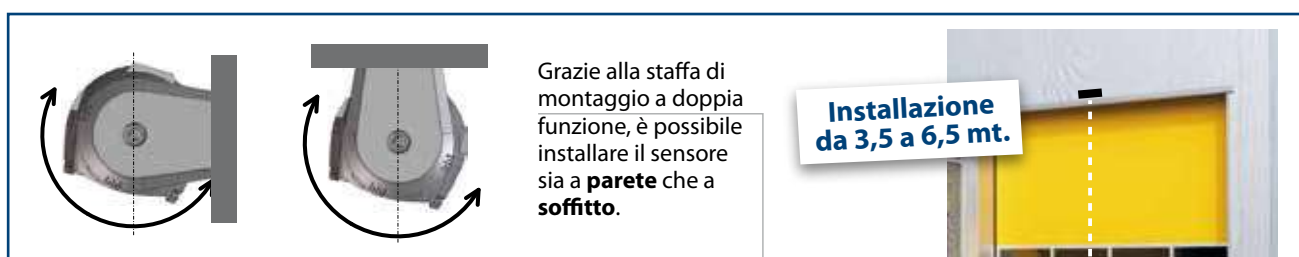 Grazie alla staffa di
montaggio a doppia
funzione, è possibile
installare il sensore
sia a parete che a
soffitto.
Installazione
da 3,5 a 6,5 mt.